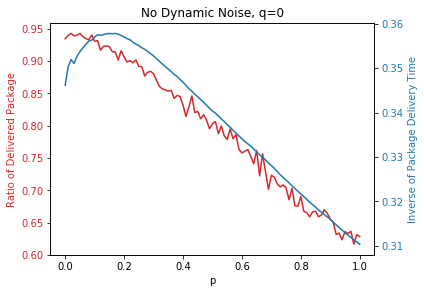 No Dynamic Noise, q=0
Ratio of Delivered Package
0.95
0.90
0.85
0.80
0.75
0.70
0.65
0.60
0.0 0.2 0.4 0.6 0.8 1.0
p
0.36
0.35
0.34
0.33
0.32
0.31
Inverse of Package Delivery Time